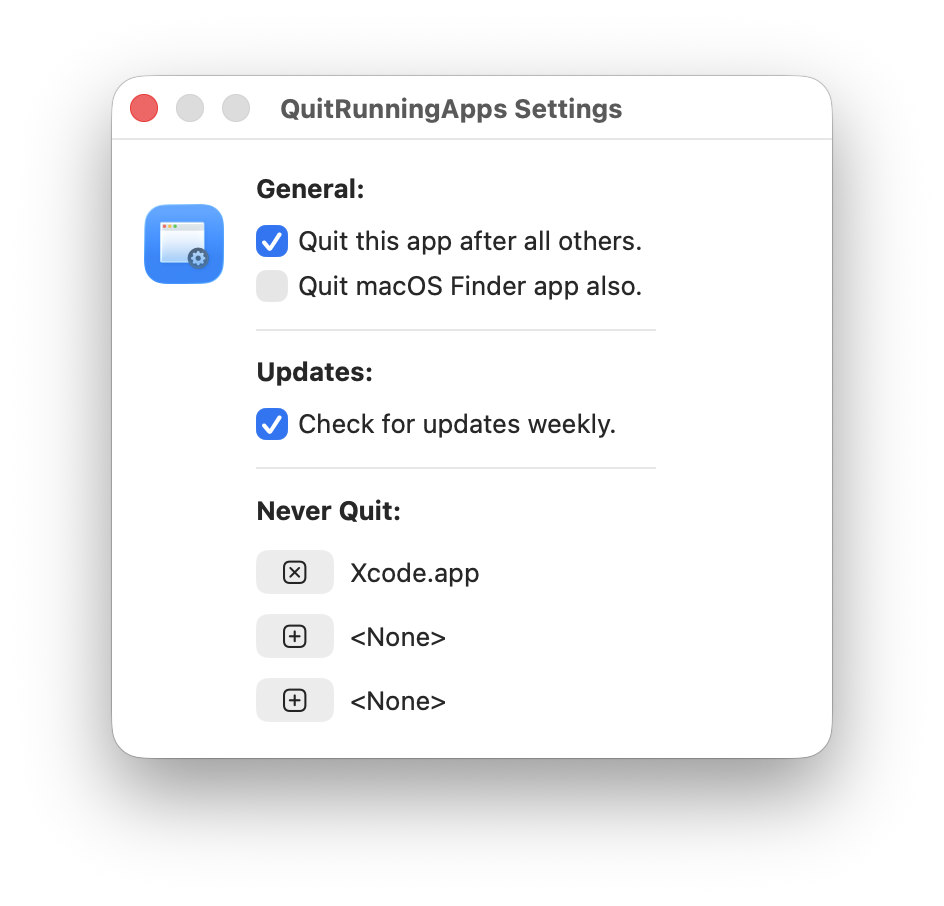 QuitRunningApps Settings
General:
Quit this app after all others.
Quit macOS Finder app also.
Updates:
Check for updates weekly.
Never Quit:
Xcode.app
<None>
<None>